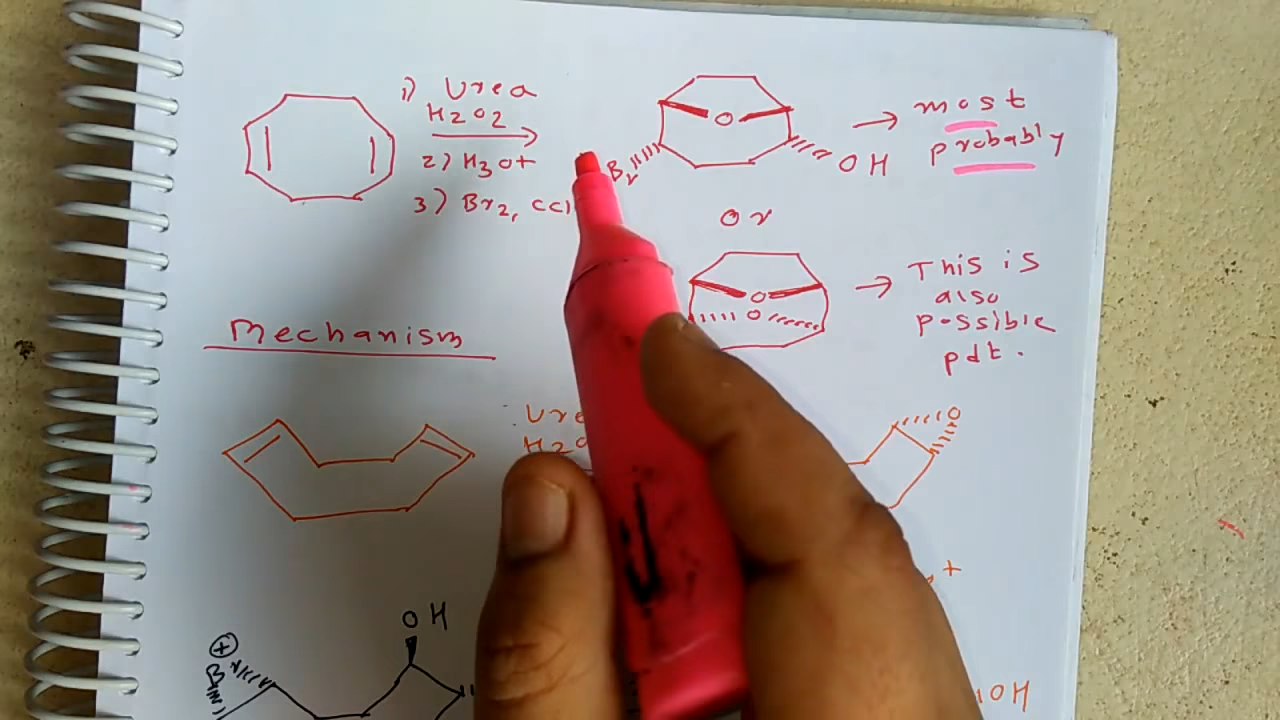 1) Urea
H2O2
2) H3O+
3) Br2, CCl
O
Br
OH
→ most
probably
Or
O
O
→ This is
also
possible
pdt.
Mechanism
H2O
O
+
OH
⊕
Br
OH